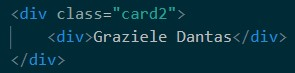 <div class="card2">
    <div>Graziele Dantas</div>
</div>